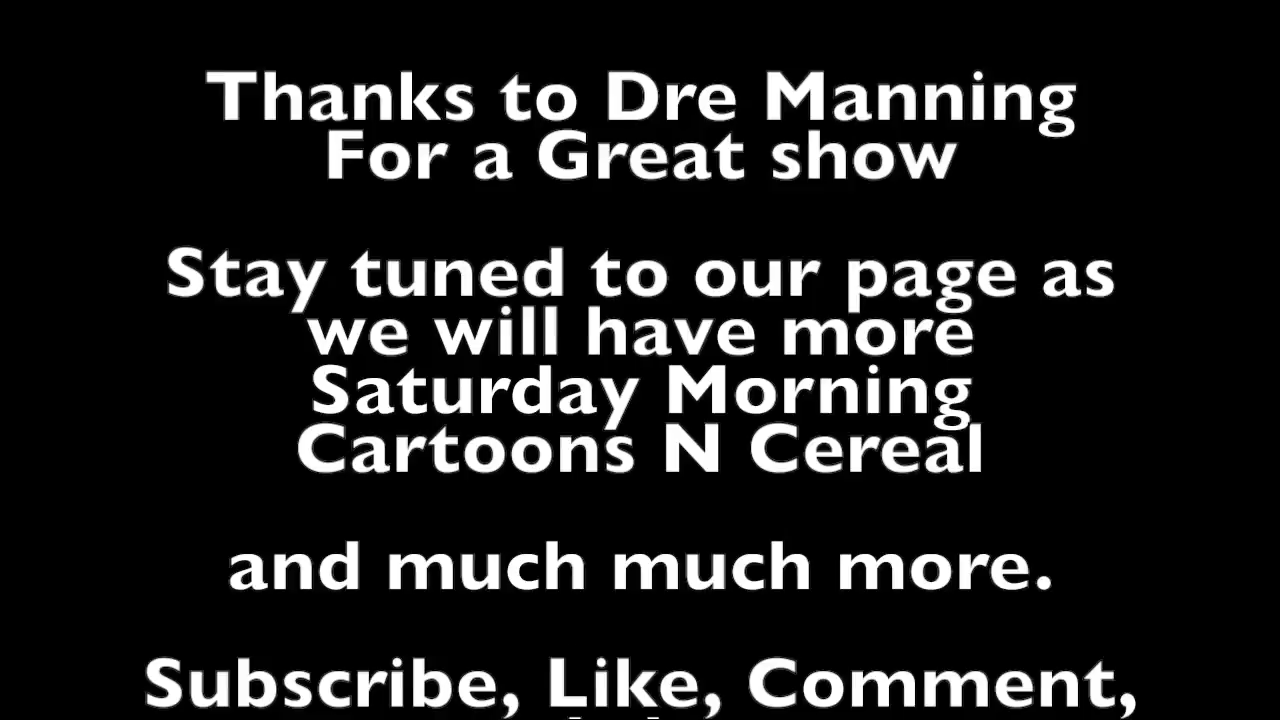 Thanks to Dre Manning
For a Great show
Stay tuned to our page as
we will have more
Saturday Morning
Cartoons N Cereal
and much much more.
Subscribe, Like, Comment,